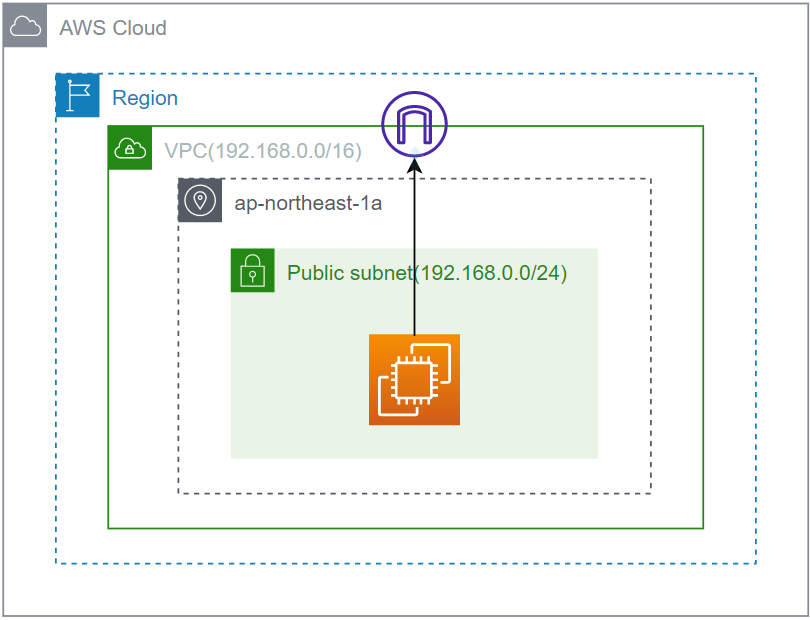 AWS Cloud
Region
VPC(192.168.0.0/16)
ap-northeast-1a
Public subnet(192.168.0.0/24)